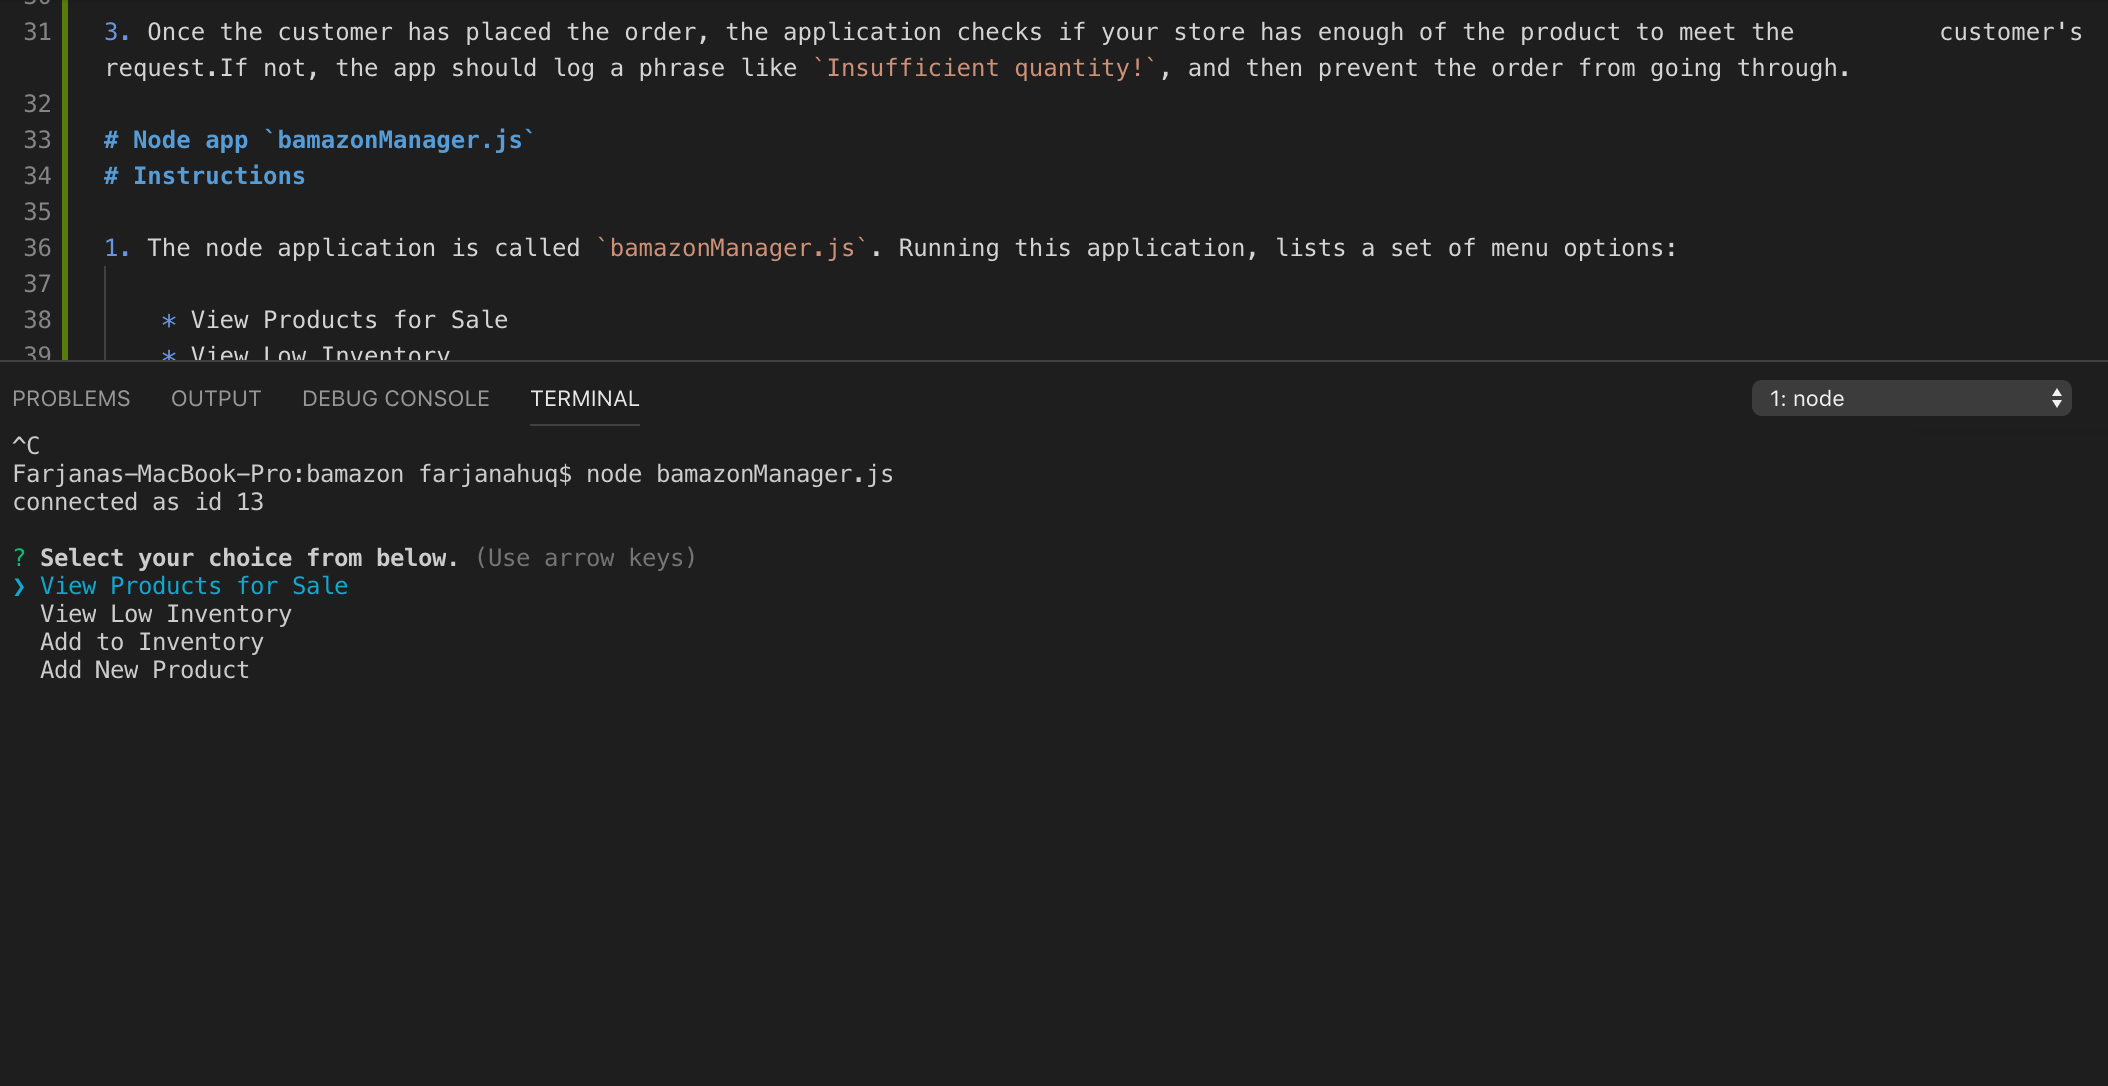 31 3. Once the customer has placed the order, the application checks if your store has enough of the product to meet the customer's
request.If not, the app should log a phrase like `Insufficient quantity!`, and then prevent the order from going through.
32
33 # Node app `bamazonManager.js`
34 # Instructions
35
36 1. The node application is called `bamazonManager.js`. Running this application, lists a set of menu options:
37
38 * View Products for Sale
39 * View Low Inventory
PROBLEMS OUTPUT DEBUG CONSOLE TERMINAL 1: node
^C
Farjanas-MacBook-Pro:bamazon farjanahuq$ node bamazonManager.js
connected as id 13
? Select your choice from below. (Use arrow keys)
❯ View Products for Sale
View Low Inventory
Add to Inventory
Add New Product